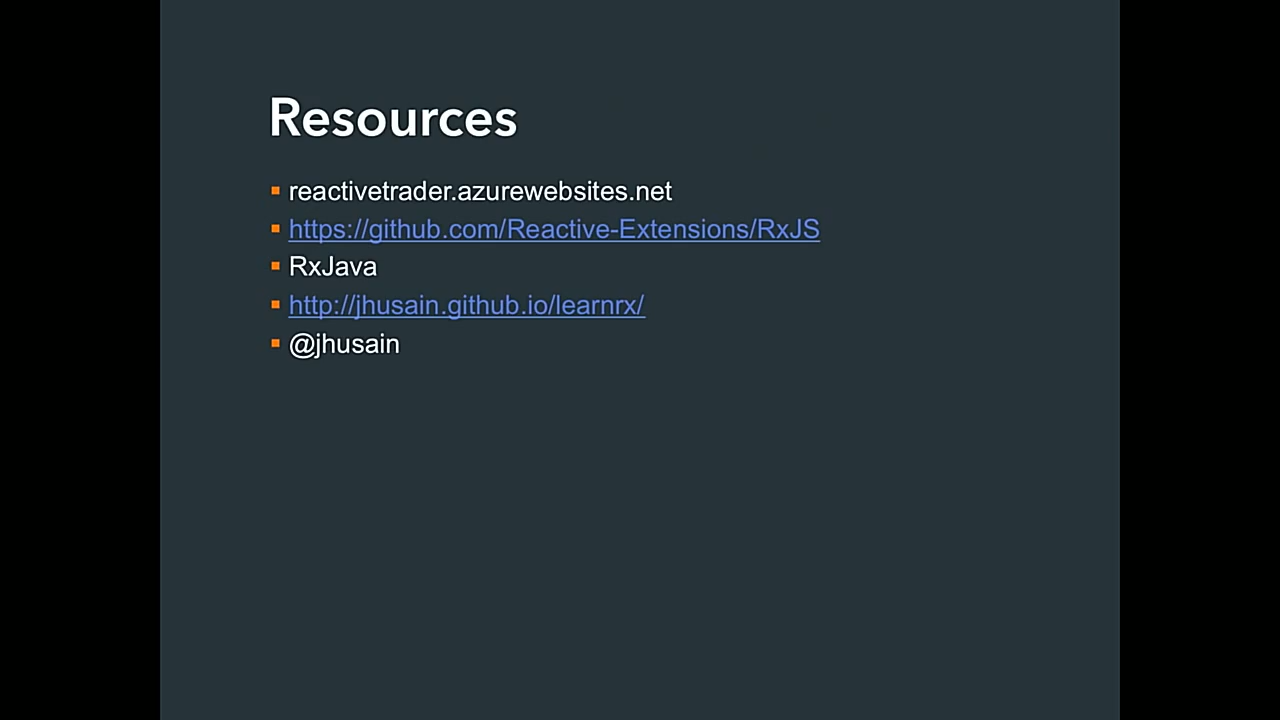 Resources
reactivetrader.azurewebsites.net
https://github.com/Reactive-Extensions/RxJS
RxJava
http://jhusain.github.io/learnrx/
@jhusain